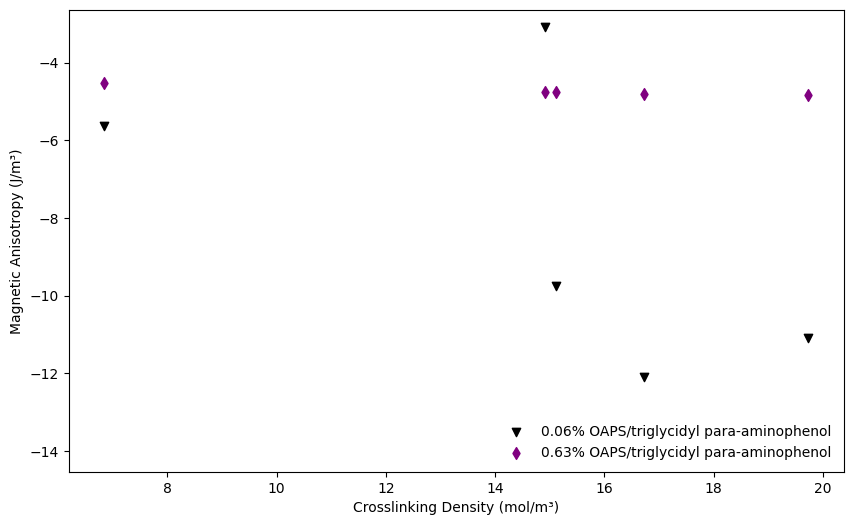 −4
−6
−8
−10
−12
−14
Magnetic Anisotropy (J/m³)
0.06% OAPS/triglycidyl para-aminophenol
0.63% OAPS/triglycidyl para-aminophenol
8 10 12 14 16 18 20
Crosslinking Density (mol/m³)